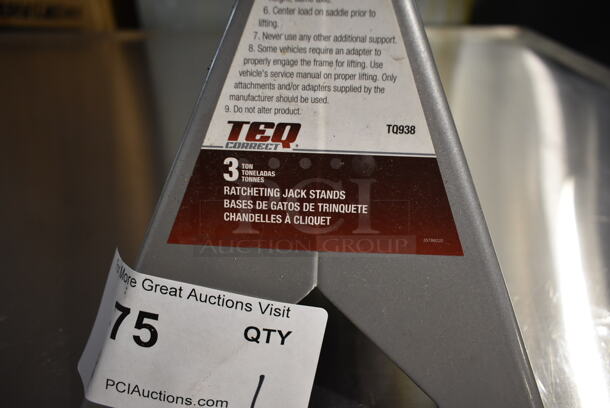 6. Center load on saddle prior to
lifting.
7. Never use any other additional support.
8. Some vehicles require an adapter to
properly engage the frame for lifting. Use
vehicle's service manual on proper lifting. Only
attachments and/or adapters supplied by the
manufacturer should be used.
9. Do not alter product.
TEQ
CORRECT
TQ938
3 TON
TONELADAS
TONNES
RATCHETING JACK STANDS
BASES DE GATOS DE TRINQUETE
CHANDELLES À CLIQUET
PCI
AUCTION GROUP
More Great Auctions Visit
75 QTY
PCIAuctions.com 1